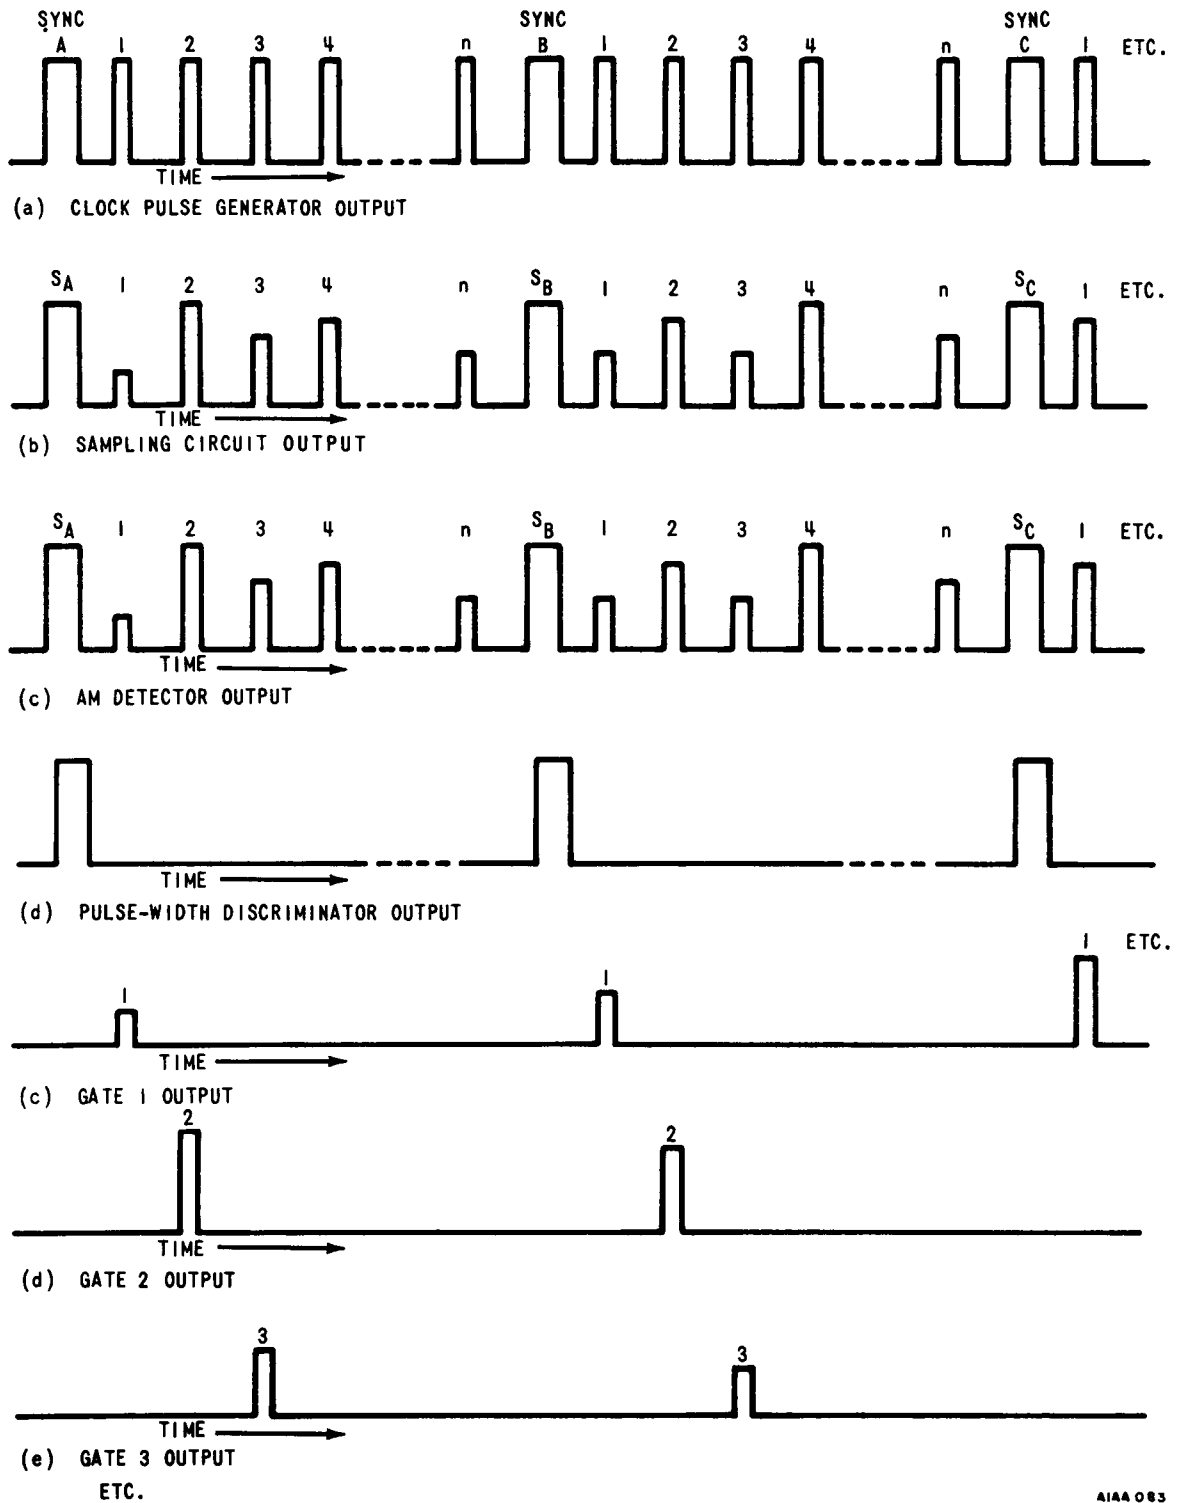 SYNC SYNC SYNC
A 1 2 3 4 n B 1 2 3 4 n C 1 ETC.
TIME
(a) CLOCK PULSE GENERATOR OUTPUT
SA 1 2 3 4 n SB 1 2 3 4 n SC 1 ETC.
TIME
(b) SAMPLING CIRCUIT OUTPUT
SA 1 2 3 4 n SB 1 2 3 4 n SC 1 ETC.
TIME
(c) AM DETECTOR OUTPUT
TIME
(d) PULSE-WIDTH DISCRIMINATOR OUTPUT
1 1 1 ETC.
TIME
(c) GATE 1 OUTPUT
2 2
TIME
(d) GATE 2 OUTPUT
3 3
TIME
(e) GATE 3 OUTPUT
ETC.
AIAA 083